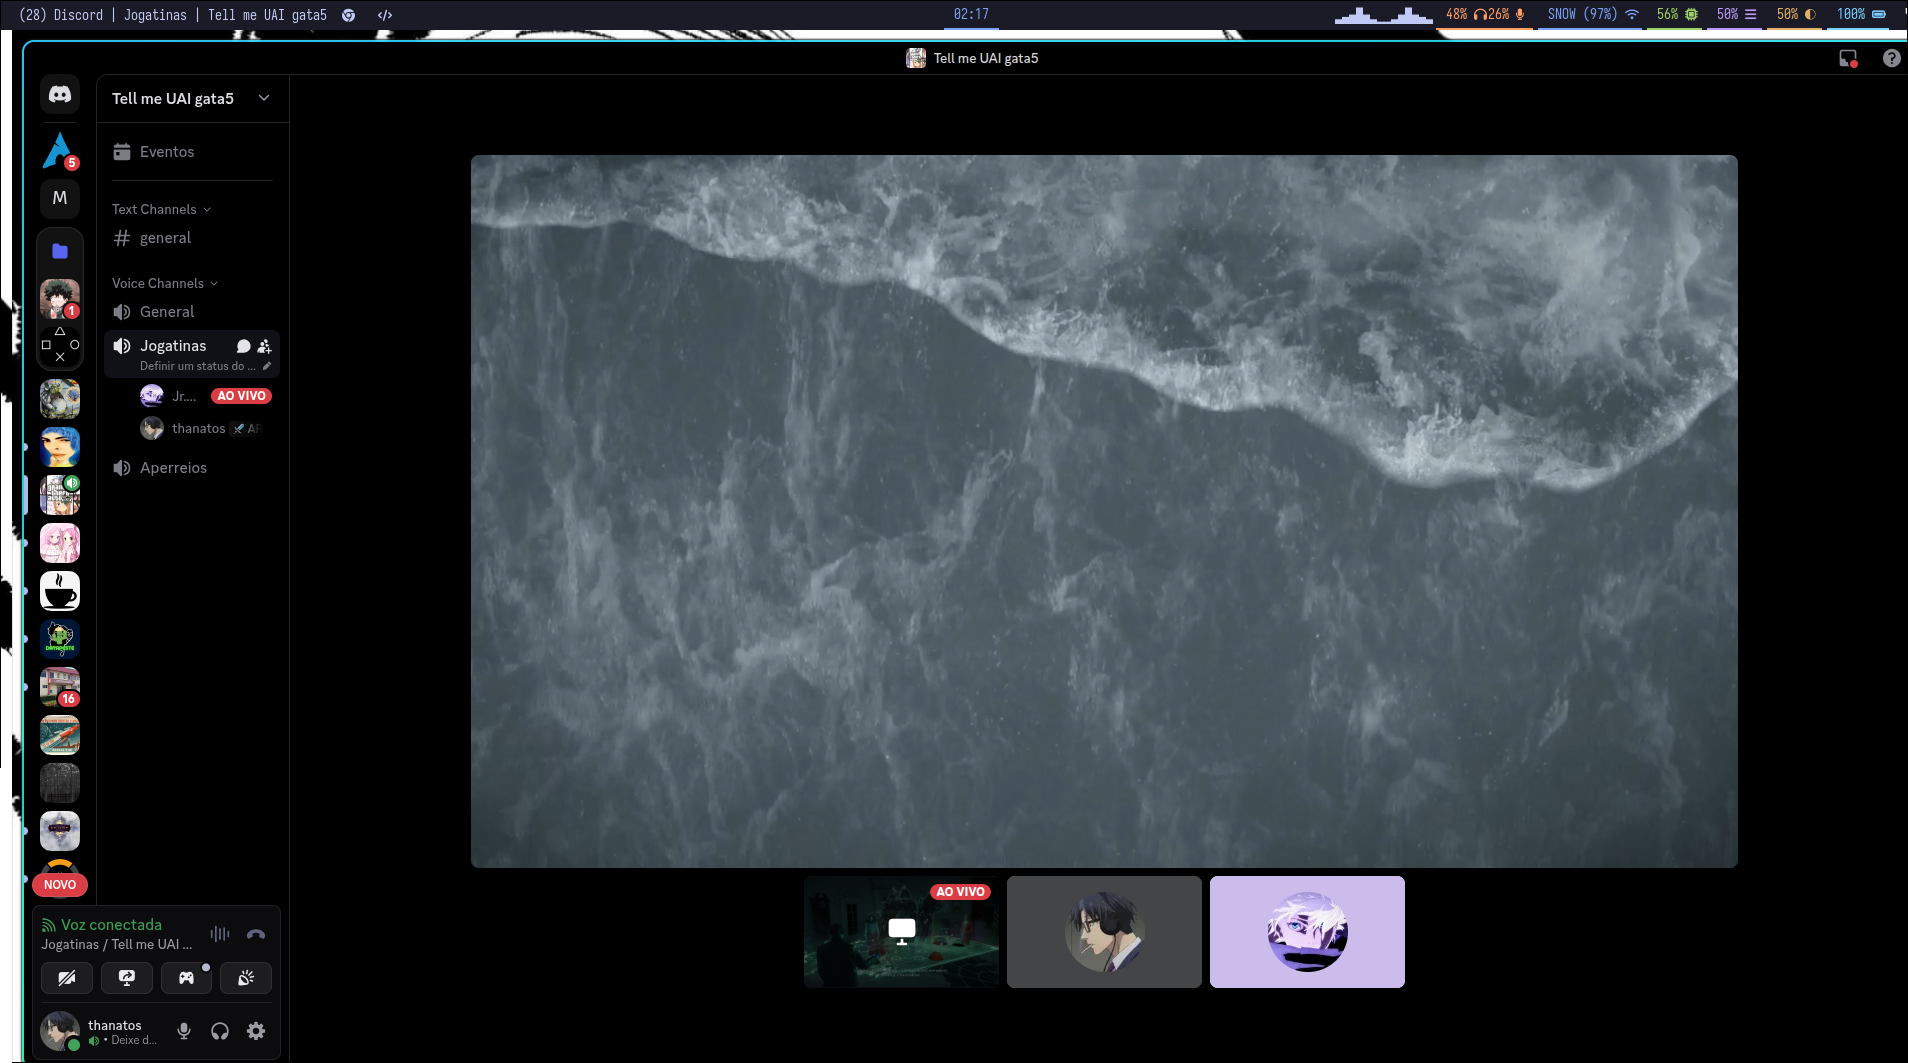 (28) Discord | Jogatinas | Tell me UAI gata5
02:17
48% 26% SNOW (97%) 56% 50% 50% 100%
Tell me UAI gata5
Tell me UAI gata5
5
Eventos
M
Text Channels
general
Voice Channels
General
1
Jogatinas
Definir um status do ...
Jr.... AO VIVO
thanatos AR
Aperreios
16
NOVO
AO VIVO
Voz conectada
Jogatinas / Tell me UAI ...
thanatos
• Deixe d...